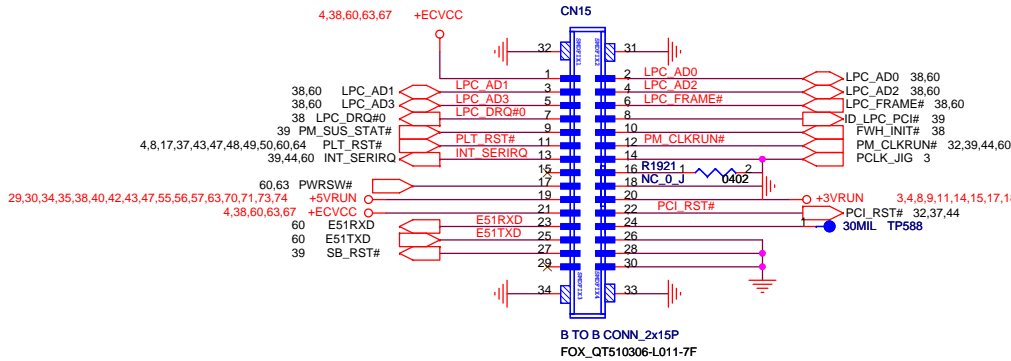 CN15
4,38,60,63,67 +ECVCC
32 31
SHDFIX1 SHDFIX2
1 2 LPC_AD0 LPC_AD0 38,60
38,60 LPC_AD1 LPC_AD1 3 4 LPC_AD2 LPC_AD2 38,60
38,60 LPC_AD3 LPC_AD3 5 6 LPC_FRAME# LPC_FRAME# 38,60
38 LPC_DRQ#0 LPC_DRQ#0 7 8 ID_LPC_PCI# 39
39 PM_SUS_STAT# 9 10 FWH_INIT# 38
4,8,17,37,43,47,48,49,50,60,64 PLT_RST# PLT_RST# 11 12 PM_CLKRUN# PM_CLKRUN# 32,39,44,60
39,44,60 INT_SERIRQ INT_SERIRQ 13 14 PCLK_JIG 3
15 16 R1921 1 2
NC_0_J 0402
60,63 PWRSW# 17 18
29,30,34,35,38,40,42,43,47,55,56,57,63,70,71,73,74 +5VRUN 19 20 +3VRUN 3,4,8,9,11,14,15,17,18
4,38,60,63,67 +ECVCC 21 22 PCI_RST# PCI_RST# 32,37,44
60 E51RXD E51RXD 23 24 1 30MIL TP588
60 E51TXD E51TXD 25 26
39 SB_RST# 27 28
29 30
SHDFIX3 SHDFIX4
34 33
B TO B CONN_2x15P
FOX_QT510306-L011-7F